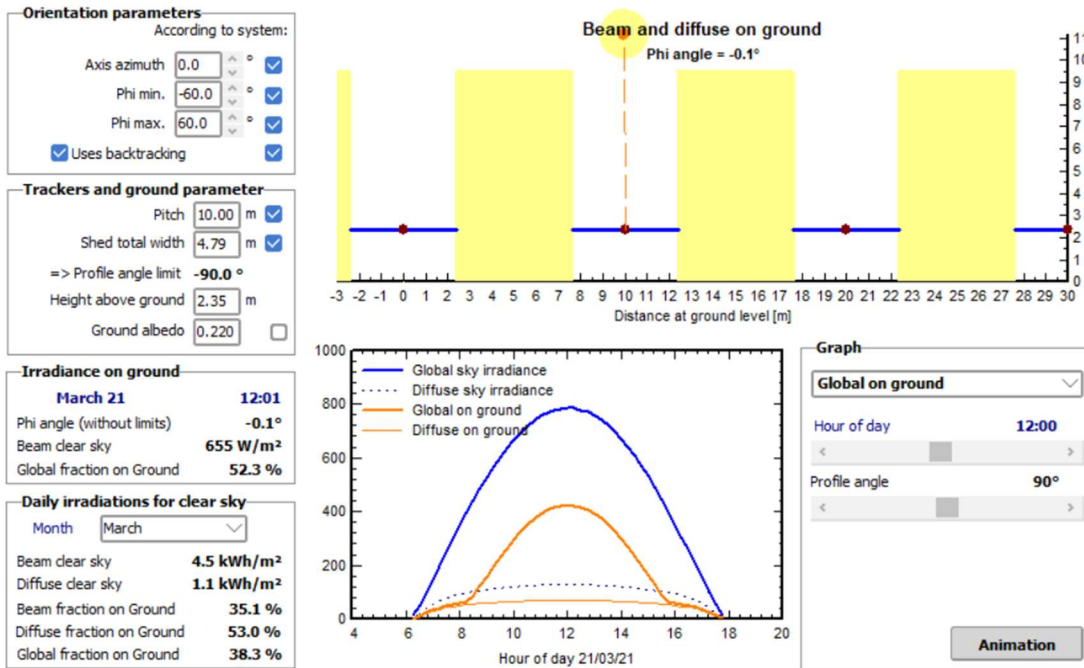 Orientation parameters
According to system:
Axis azimuth 0.0 °
Phi min. -60.0 °
Phi max. 60.0 °
Uses backtracking
Trackers and ground parameter
Pitch 10.00 m
Shed total width 4.79 m
=> Profile angle limit -90.0 °
Height above ground 2.35 m
Ground albedo 0.220
Irradiance on ground
March 21 12:01
Phi angle (without limits) -0.1°
Beam clear sky 655 W/m²
Global fraction on Ground 52.3 %
Daily irradiations for clear sky
Month March
Beam clear sky 4.5 kWh/m²
Diffuse clear sky 1.1 kWh/m²
Beam fraction on Ground 35.1 %
Diffuse fraction on Ground 53.0 %
Global fraction on Ground 38.3 %
Beam and diffuse on ground
Phi angle = -0.1°
11
10
9
8
7
6
5
4
3
2
1
0
-3 -2 -1 0 1 2 3 4 5 6 7 8 9 10 11 12 13 14 15 16 17 18 19 20 21 22 23 24 25 26 27 28 29 30
Distance at ground level [m]
1000
800
600
400
200
0
Global sky irradiance
Diffuse sky irradiance
Global on ground
Diffuse on ground
4 6 8 10 12 14 16 18 20
Hour of day 21/03/21
Graph
Global on ground
Hour of day 12:00
Profile angle 90°
Animation